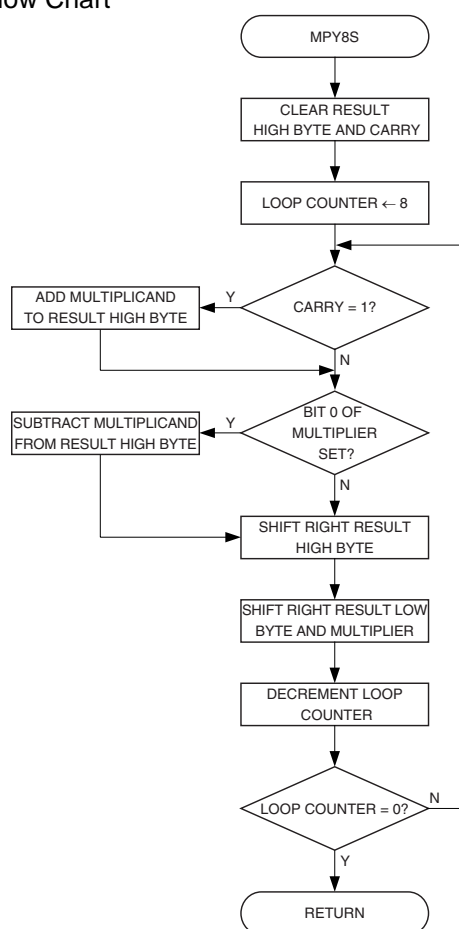 Chart
MPY8S
CLEAR RESULT
HIGH BYTE AND CARRY
LOOP COUNTER ← 8
CARRY = 1?
Y
ADD MULTIPLICAND
TO RESULT HIGH BYTE
N
BIT 0 OF
MULTIPLIER
SET?
Y
SUBTRACT MULTIPLICAND
FROM RESULT HIGH BYTE
N
SHIFT RIGHT RESULT
HIGH BYTE
SHIFT RIGHT RESULT LOW
BYTE AND MULTIPLIER
DECREMENT LOOP
COUNTER
LOOP COUNTER = 0?
N
Y
RETURN